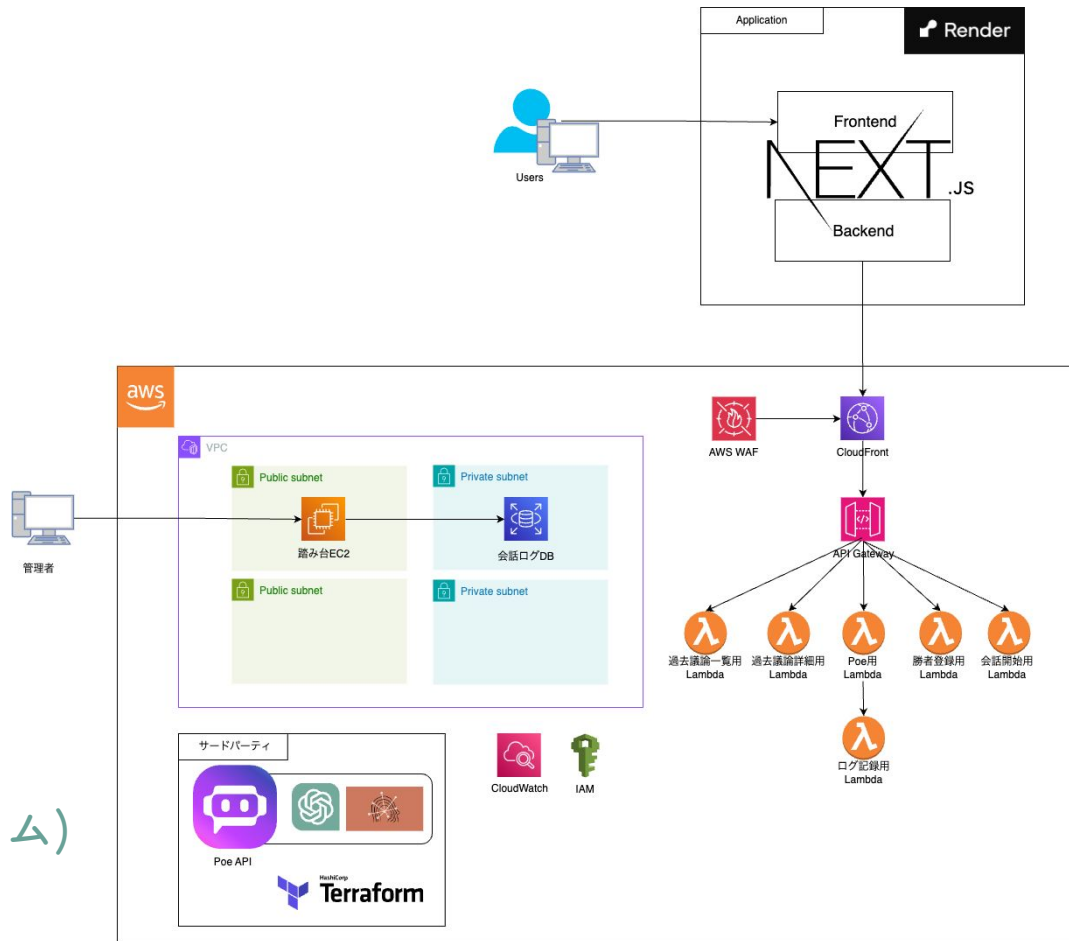 Application
Render
Frontend
NEXT.JS
Backend
Users
aws
AWS WAF
CloudFront
VPC
Public subnet
Private subnet
踏み台EC2
会話ログDB
管理者
Public subnet
Private subnet
API Gateway
過去議論一覧用
Lambda
過去議論詳細用
Lambda
Poe用
Lambda
勝者登録用
Lambda
会話開始用
Lambda
ログ記録用
Lambda
サードパーティ
Poe API
HashiCorp
Terraform
CloudWatch
IAM
ム)